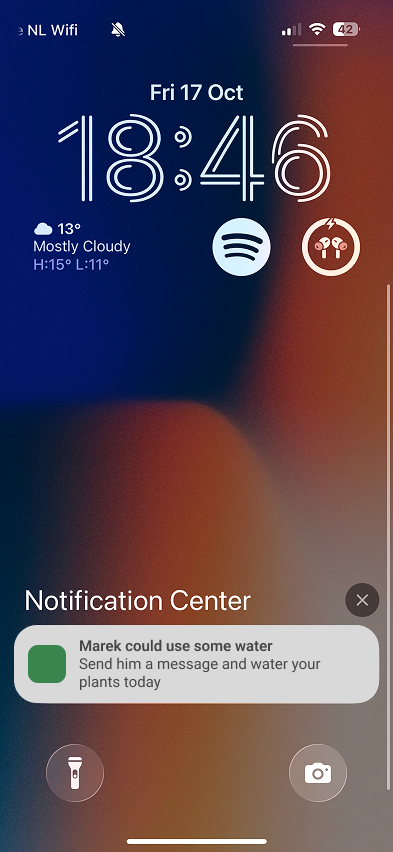 NL Wifi
42
Fri 17 Oct
18:46
13°
Mostly Cloudy
H:15° L:11°
Notification Center
Marek could use some water
Send him a message and water your
plants today